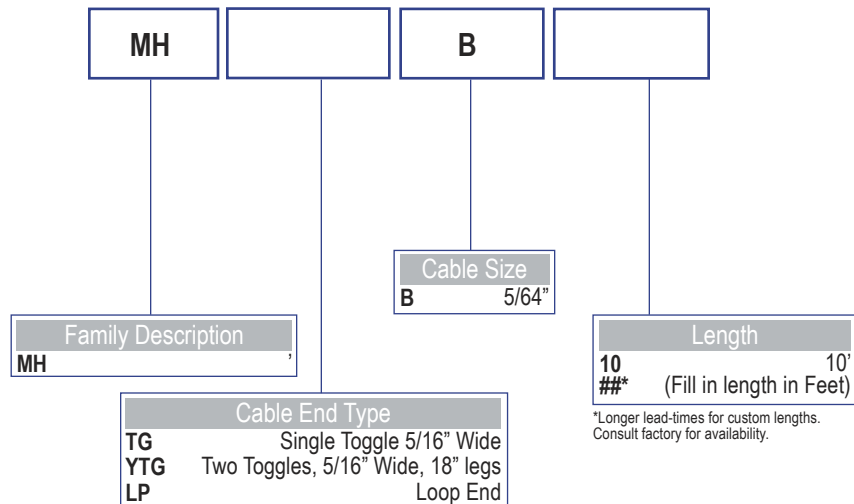 MH B
Cable Size
B 5/64”
Family Description
MH ’
Length
10 10’
##* (Fill in length in Feet)
*Longer lead-times for custom lengths.
Consult factory for availability.
Cable End Type
TG Single Toggle 5/16” Wide
YTG Two Toggles, 5/16” Wide, 18” legs
LP Loop End